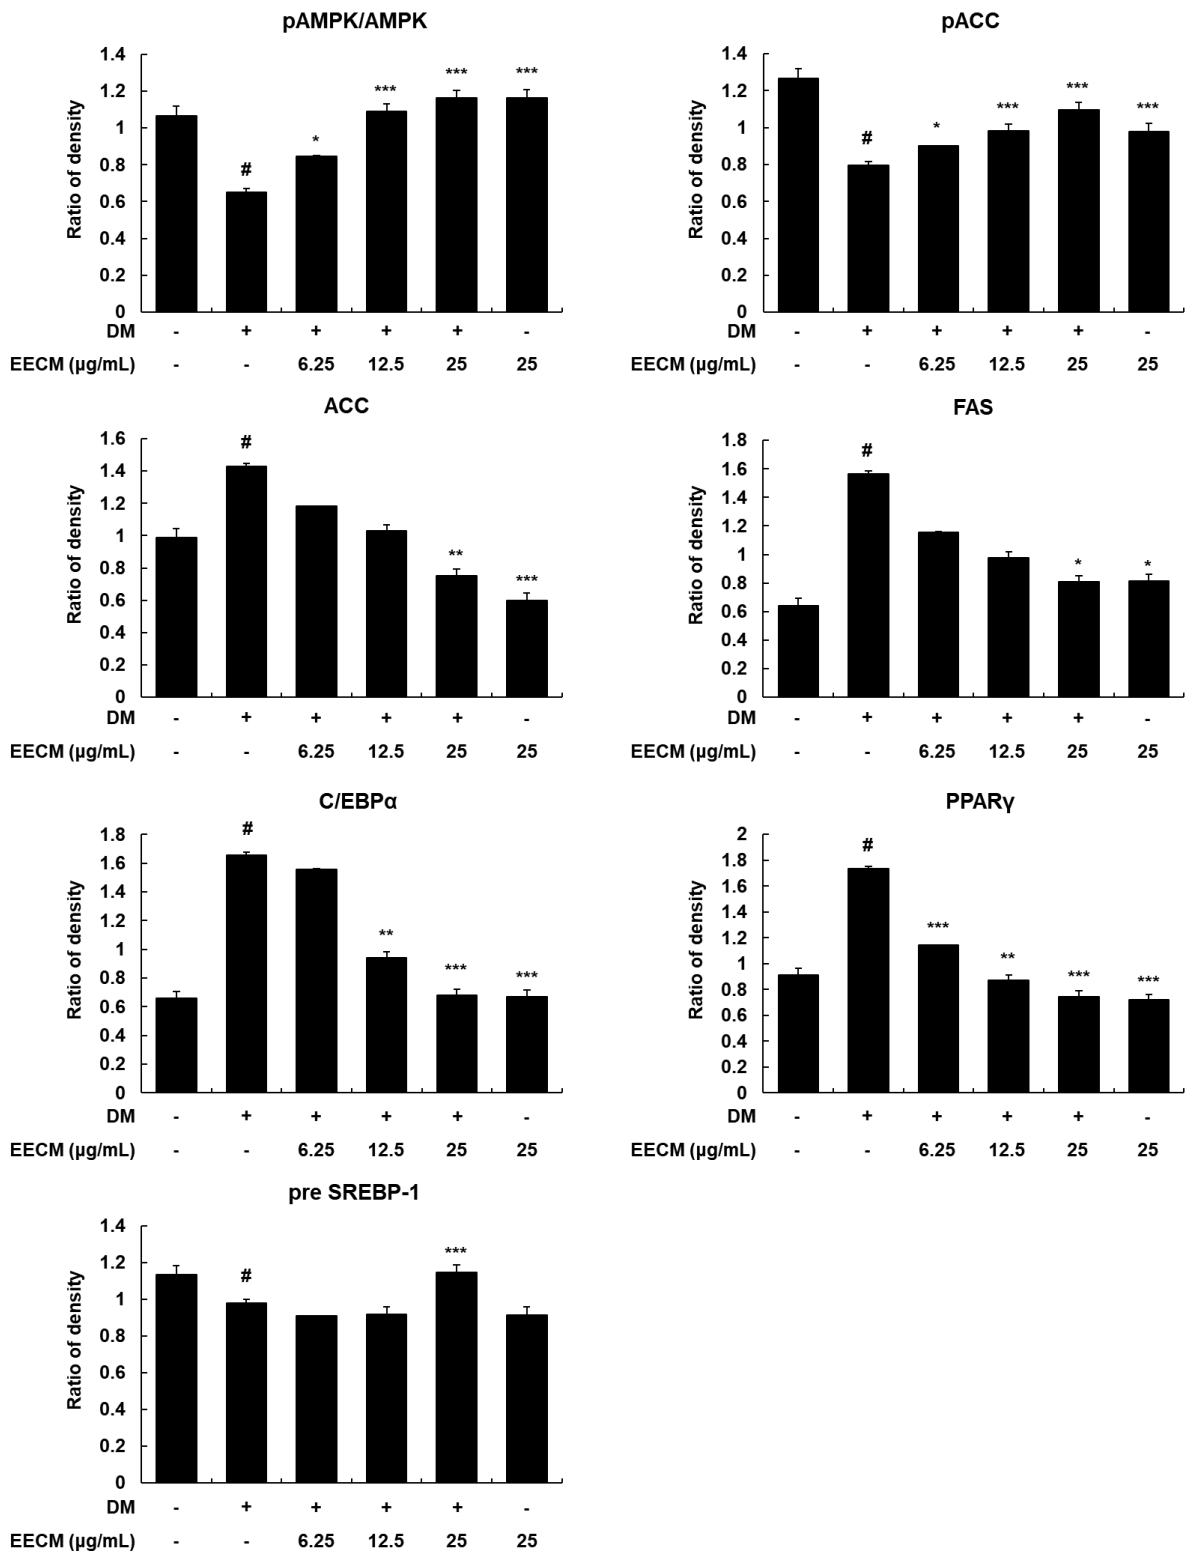 pAMPK/AMPK
1.4
1.2
1
0.8
0.6
0.4
0.2
0
Ratio of density
# * *** *** ***
DM - + + + + -
EECM (μg/mL) - - 6.25 12.5 25 25
pACC
1.4
1.2
1
0.8
0.6
0.4
0.2
0
Ratio of density
# * *** *** ***
DM - + + + + -
EECM (μg/mL) - - 6.25 12.5 25 25
ACC
1.6
1.4
1.2
1
0.8
0.6
0.4
0.2
0
Ratio of density
# ** ***
DM - + + + + -
EECM (μg/mL) - - 6.25 12.5 25 25
FAS
1.8
1.6
1.4
1.2
1
0.8
0.6
0.4
0.2
0
Ratio of density
# * *
DM - + + + + -
EECM (μg/mL) - - 6.25 12.5 25 25
C/EBPα
1.8
1.6
1.4
1.2
1
0.8
0.6
0.4
0.2
0
Ratio of density
# ** *** ***
DM - + + + + -
EECM (μg/mL) - - 6.25 12.5 25 25
PPARγ
2
1.8
1.6
1.4
1.2
1
0.8
0.6
0.4
0.2
0
Ratio of density
# *** ** *** ***
DM - + + + + -
EECM (μg/mL) - - 6.25 12.5 25 25
pre SREBP-1
1.4
1.2
1
0.8
0.6
0.4
0.2
0
Ratio of density
# ***
DM - + + + + -
EECM (μg/mL) - - 6.25 12.5 25 25